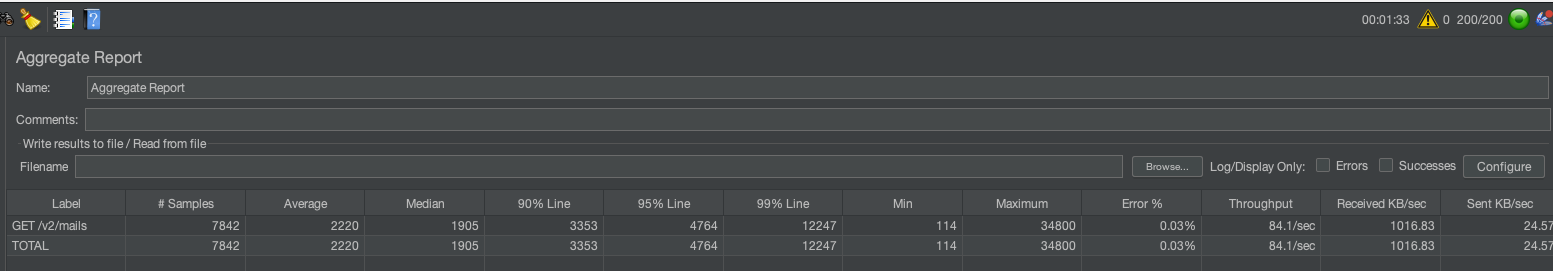 00:01:33 0 200/200
Aggregate Report
Name: Aggregate Report
Comments:
Write results to file / Read from file
Filename Browse... Log/Display Only: Errors Successes Configure
Label # Samples Average Median 90% Line 95% Line 99% Line Min Maximum Error % Throughput Received KB/sec Sent KB/sec
GET /v2/mails 7842 2220 1905 3353 4764 12247 114 34800 0.03% 84.1/sec 1016.83 24.57
TOTAL 7842 2220 1905 3353 4764 12247 114 34800 0.03% 84.1/sec 1016.83 24.57